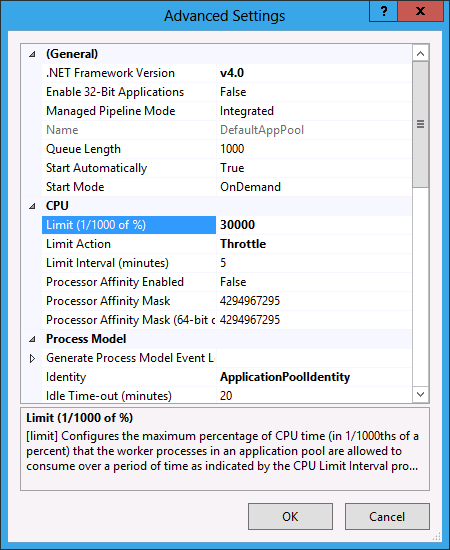 Advanced Settings
?
(General)
.NET Framework Version v4.0
Enable 32-Bit Applications False
Managed Pipeline Mode Integrated
Name DefaultAppPool
Queue Length 1000
Start Automatically True
Start Mode OnDemand
CPU
Limit (1/1000 of %) 30000
Limit Action Throttle
Limit Interval (minutes) 5
Processor Affinity Enabled False
Processor Affinity Mask 4294967295
Processor Affinity Mask (64-bit o 4294967295
Process Model
Generate Process Model Event L
Identity ApplicationPoolIdentity
Idle Time-out (minutes) 20
Limit (1/1000 of %)
[limit] Configures the maximum percentage of CPU time (in 1/1000ths of a
percent) that the worker processes in an application pool are allowed to
consume over a period of time as indicated by the CPU Limit Interval pro...
OK Cancel